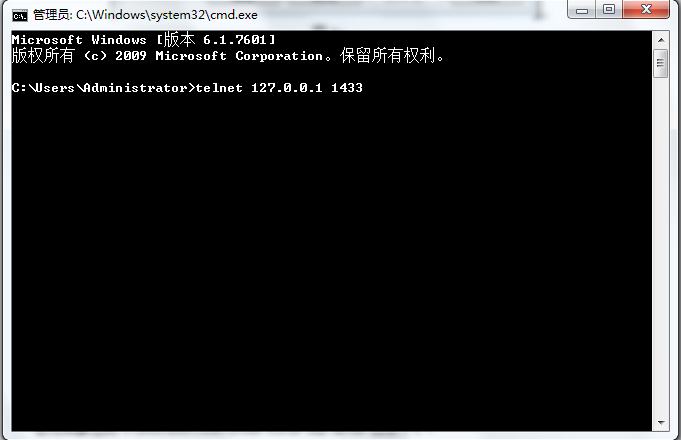 管理员: C:\Windows\system32\cmd.exe
Microsoft Windows [版本 6.1.7601]
版权所有 (c) 2009 Microsoft Corporation。保留所有权利。
C:\Users\Administrator>telnet 127.0.0.1 1433